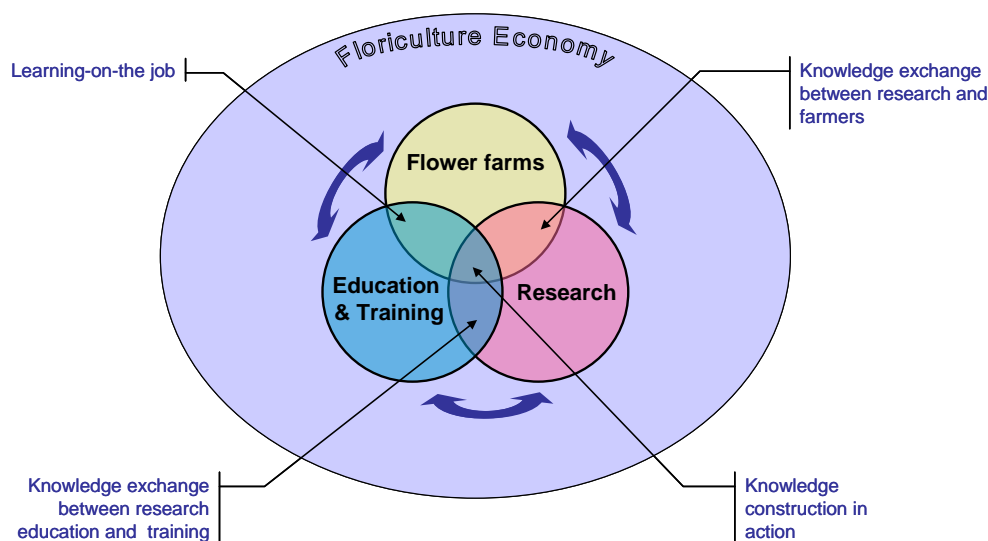 Floriculture Economy
Learning-on-the job
Knowledge exchange
between research and
farmers
Flower farms
Education
& Training
Research
Knowledge exchange
between research
education and training
Knowledge
construction in
action